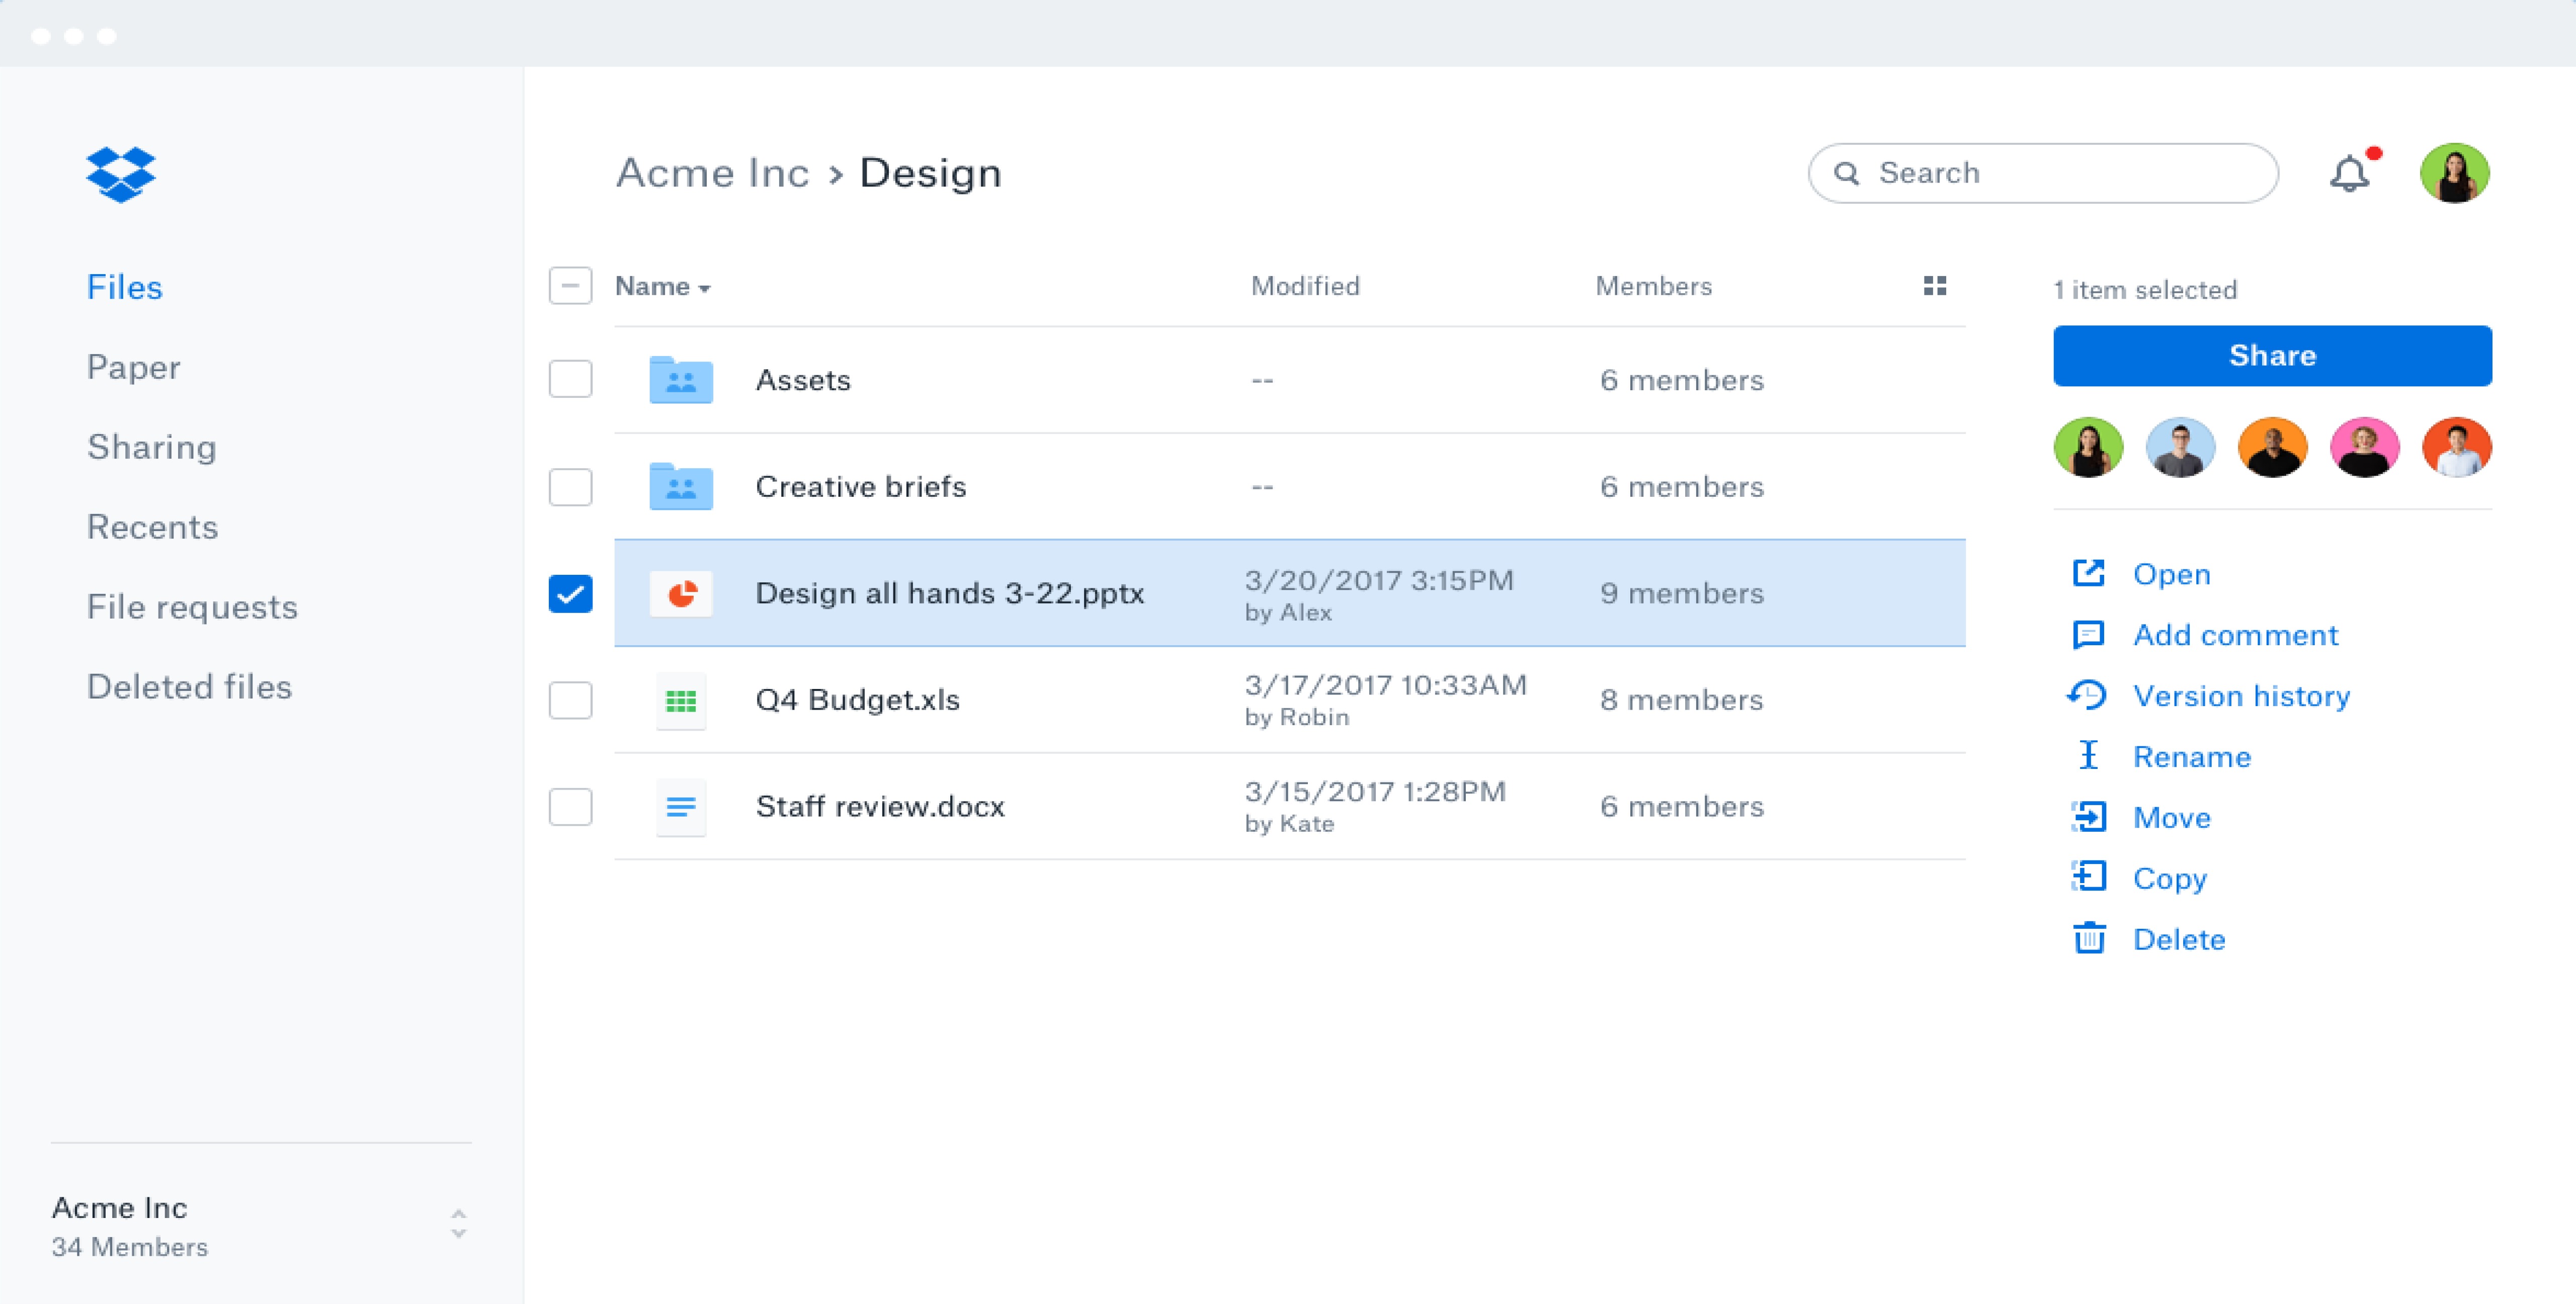 Acme Inc › Design
Search
Files
Paper
Sharing
Recents
File requests
Deleted files
Acme Inc
34 Members
Name Modified Members
Assets -- 6 members
Creative briefs -- 6 members
Design all hands 3-22.pptx 3/20/2017 3:15PM 9 members
by Alex
Q4 Budget.xls 3/17/2017 10:33AM 8 members
by Robin
Staff review.docx 3/15/2017 1:28PM 6 members
by Kate
1 item selected
Share
Open
Add comment
Version history
Rename
Move
Copy
Delete